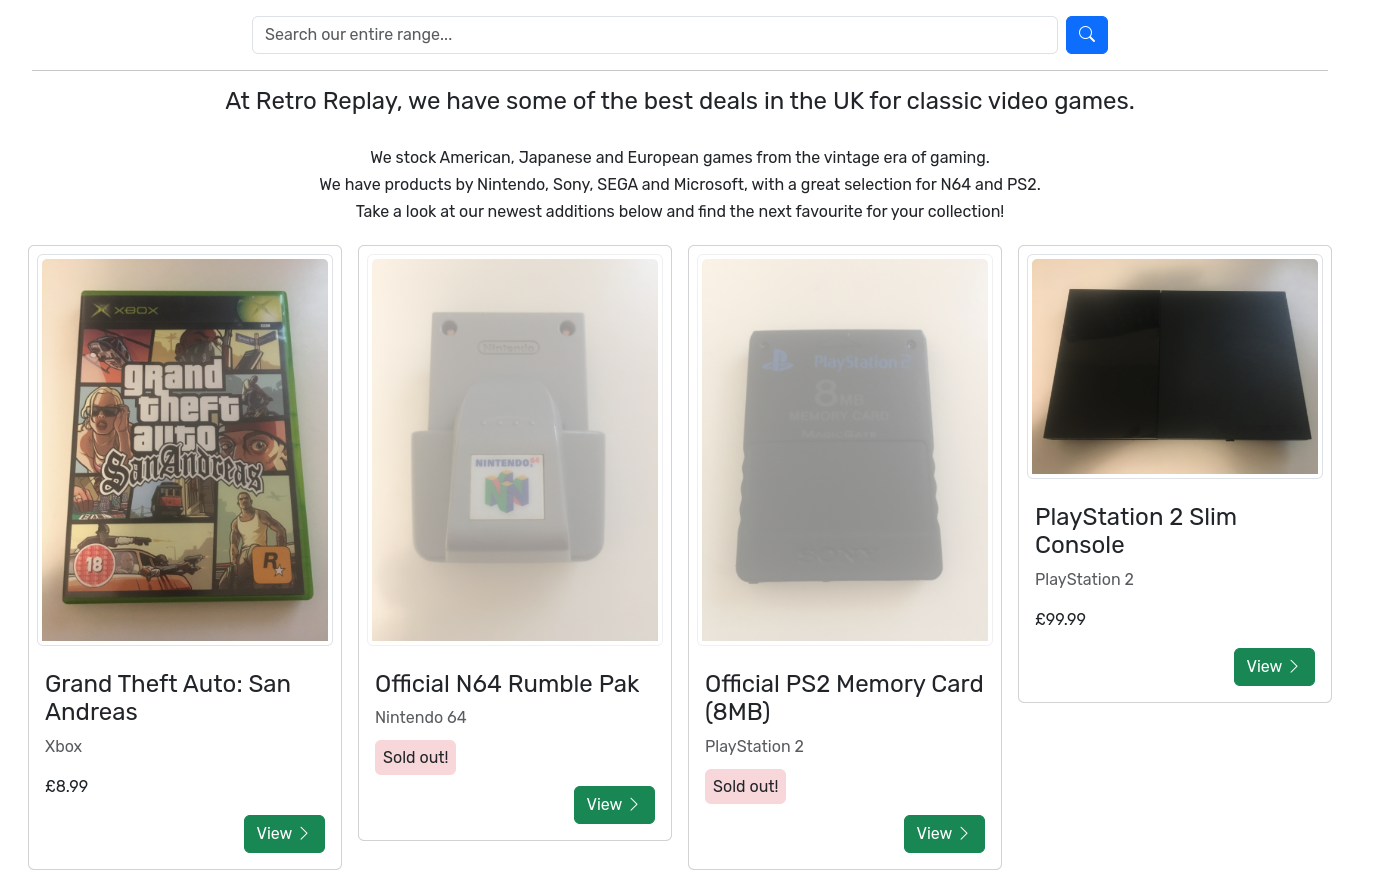 Search our entire range...
At Retro Replay, we have some of the best deals in the UK for classic video games.
We stock American, Japanese and European games from the vintage era of gaming.
We have products by Nintendo, Sony, SEGA and Microsoft, with a great selection for N64 and PS2.
Take a look at our newest additions below and find the next favourite for your collection!
XBOX
grand
theft
auto
San Andreas
18
R
Grand Theft Auto: San
Andreas
Xbox
£8.99
View
Nintendo
NINTENDO 64
Official N64 Rumble Pak
Nintendo 64
Sold out!
View
PlayStation 2
8MB
MEMORY CARD
Official PS2 Memory Card
(8MB)
PlayStation 2
Sold out!
View
PlayStation 2 Slim
Console
PlayStation 2
£99.99
View